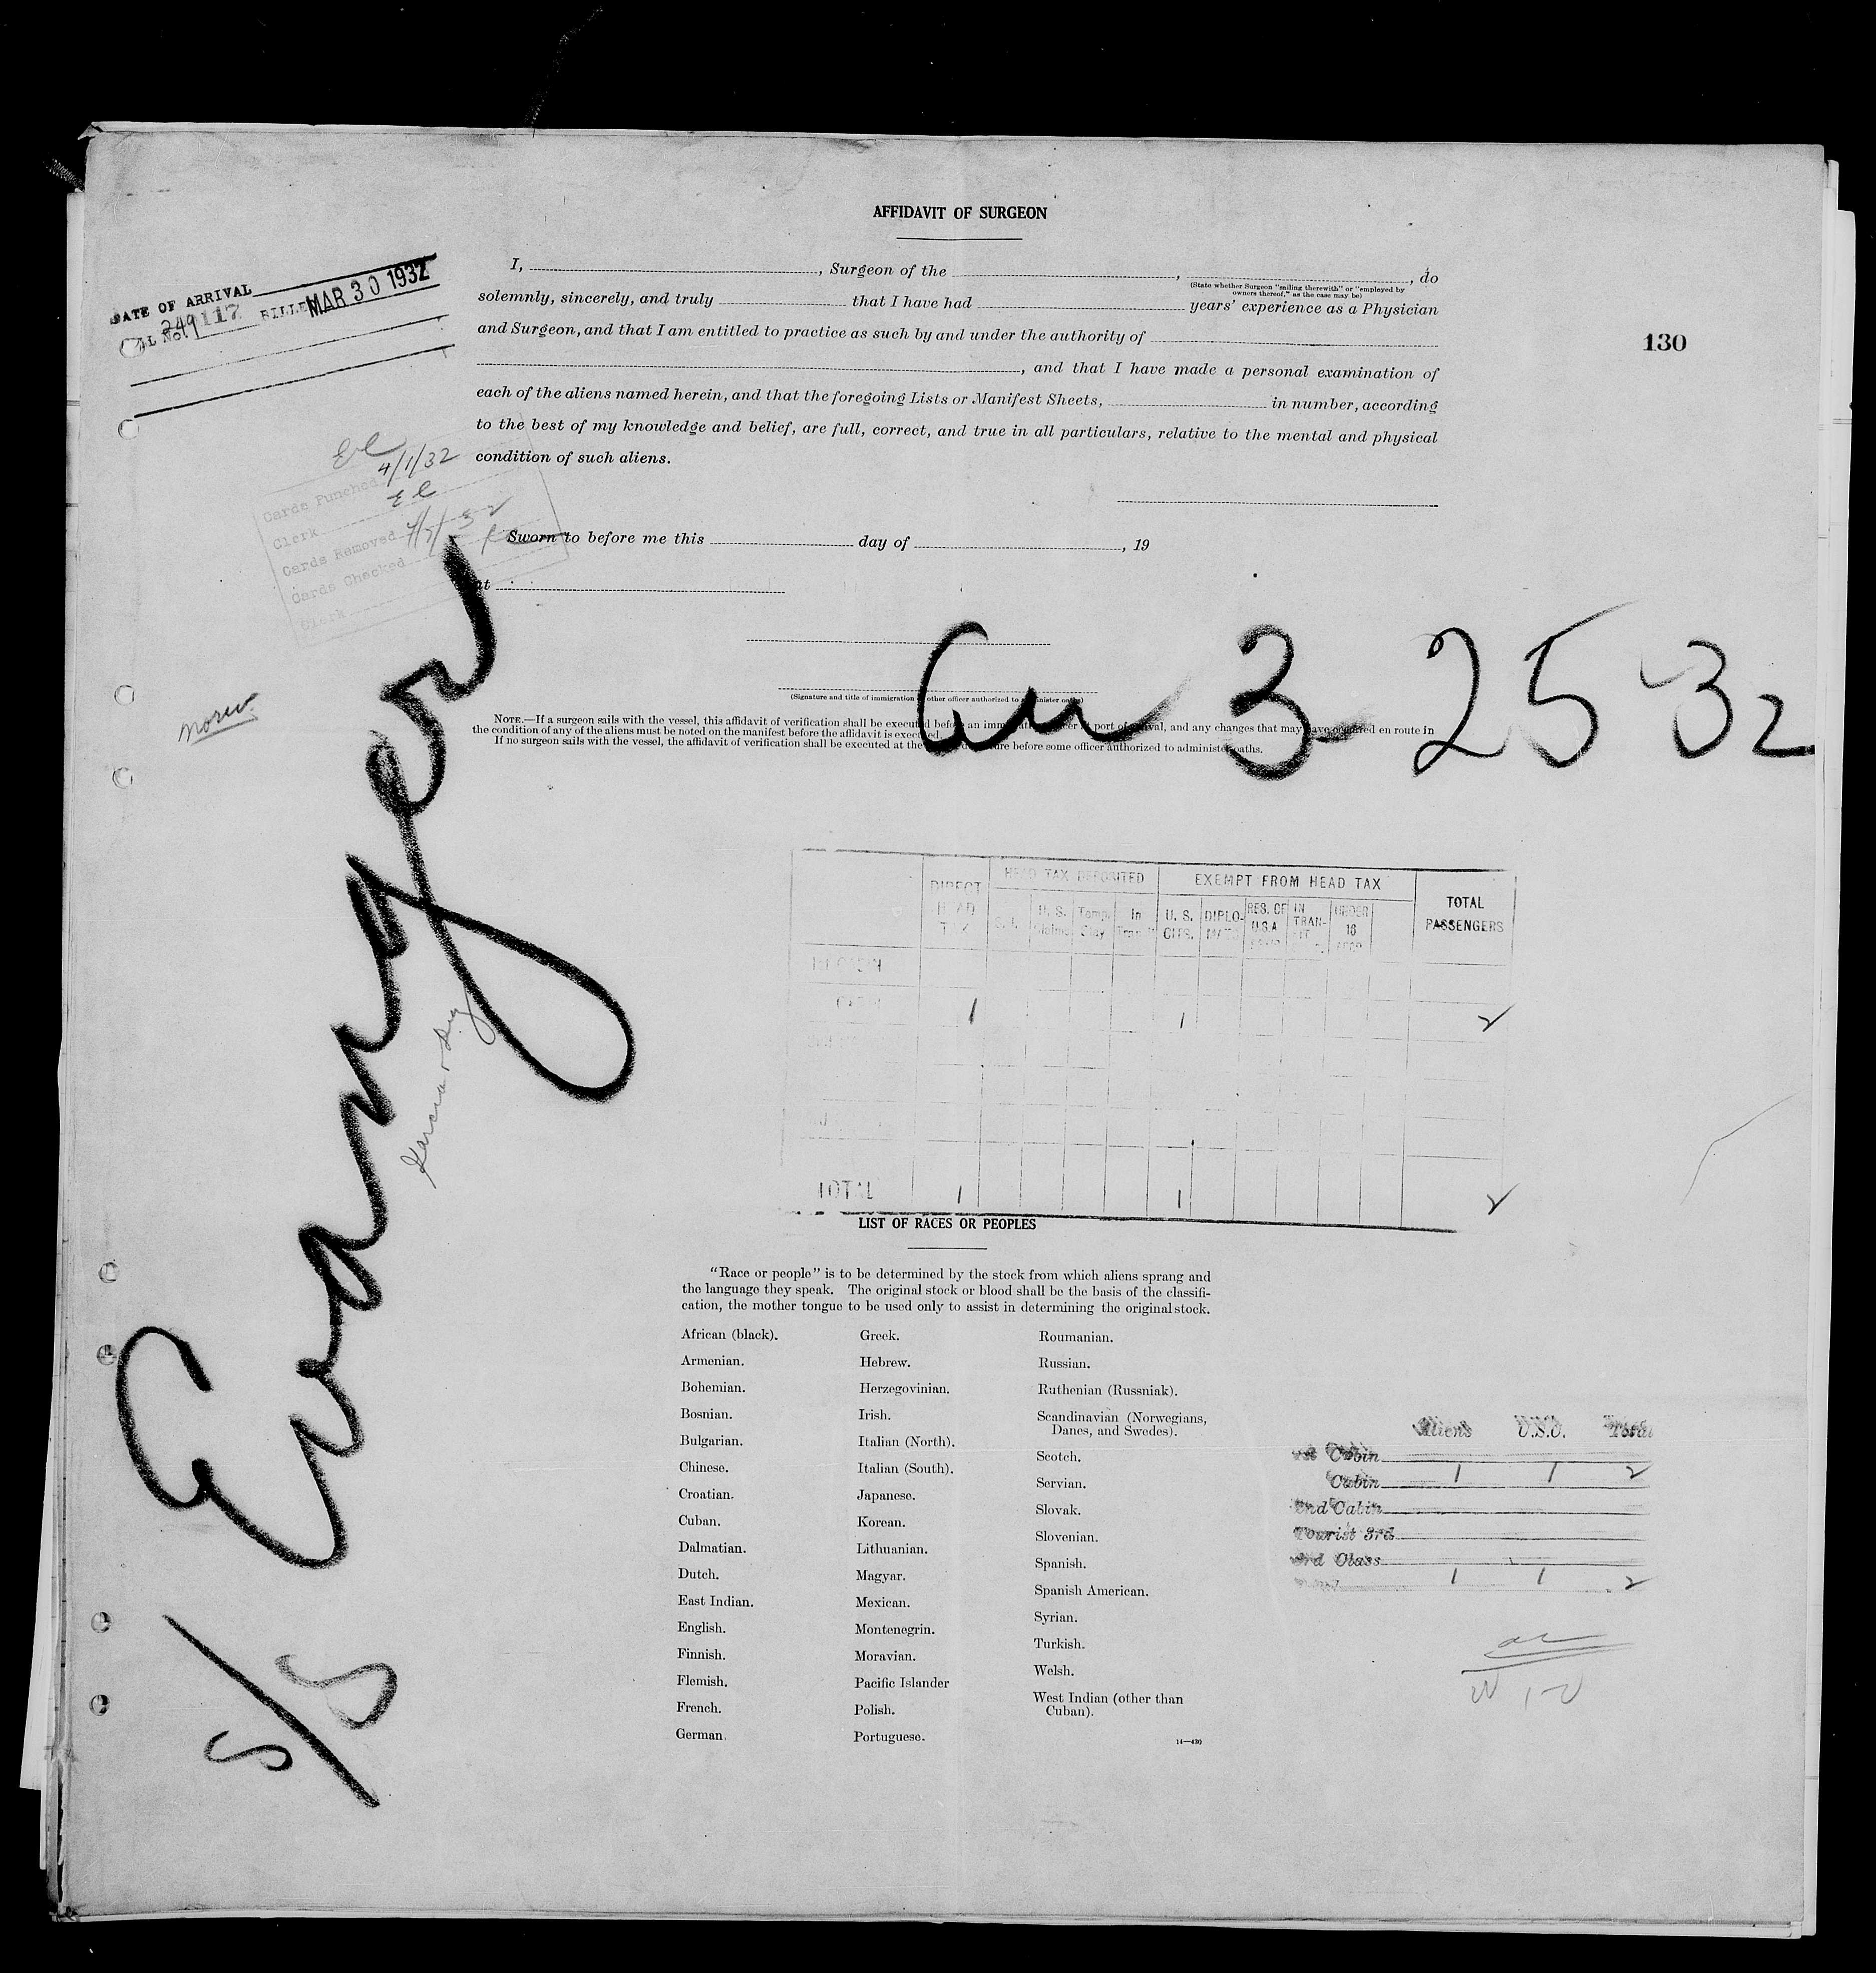 AFFIDAVIT OF SURGEON
I, , Surgeon of the , , do
(State whether Surgeon "sailing therewith" or "employed by
owners thereof," as the case may be)
solemnly, sincerely, and truly that I have had years' experience as a Physician
and Surgeon, and that I am entitled to practice as such by and under the authority of
, and that I have made a personal examination of
each of the aliens named herein, and that the foregoing Lists or Manifest Sheets, in number, according
to the best of my knowledge and belief, are full, correct, and true in all particulars, relative to the mental and physical
condition of such aliens.
Sworn to before me this day of , 19
at
DATE OF ARRIVAL
MAR 30 1932
117
130
4/1/32
Cards Punched
Clerk
Cards Removed
Cards Checked
Clerk
3-25 32
(Signature and title of immigration or other officer authorized to administer oaths)
NOTE.—If a surgeon sails with the vessel, this affidavit of verification shall be executed before an immigration officer at port of arrival, and any changes that may have occurred en route in
the condition of any of the aliens must be noted on the manifest before the affidavit is executed.
If no surgeon sails with the vessel, the affidavit of verification shall be executed at the port of departure before some officer authorized to administer oaths.
S/S Evanger
DIRECT HEAD TAX
HEAD TAX DEPOSITED
EXEMPT FROM HEAD TAX
TOTAL PASSENGERS
U. S. Claims
Temp. Stay
In
U. S. CITS.
DIPLO-
RES. OF U.S.A
IN TRAN-
UNDER 16
1 1 2
TOTAL 1 1 2
LIST OF RACES OR PEOPLES
"Race or people" is to be determined by the stock from which aliens sprang and
the language they speak. The original stock or blood shall be the basis of the classifi-
cation, the mother tongue to be used only to assist in determining the original stock.
African (black).
Armenian.
Bohemian.
Bosnian.
Bulgarian.
Chinese.
Croatian.
Cuban.
Dalmatian.
Dutch.
East Indian.
English.
Finnish.
Flemish.
French.
German.
Greek.
Hebrew.
Herzegovinian.
Irish.
Italian (North).
Italian (South).
Japanese.
Korean.
Lithuanian.
Magyar.
Mexican.
Montenegrin.
Moravian.
Pacific Islander
Polish.
Portuguese.
Roumanian.
Russian.
Ruthenian (Russniak).
Scandinavian (Norwegians,
Danes, and Swedes).
Scotch.
Servian.
Slovak.
Slovenian.
Spanish.
Spanish American.
Syrian.
Turkish.
Welsh.
West Indian (other than
Cuban).
14—430
Aliens U.S.C. Total
Cabin
Cabin 1 1 2
2nd Cabin
Tourist 3rd
3rd Class
1 1 2